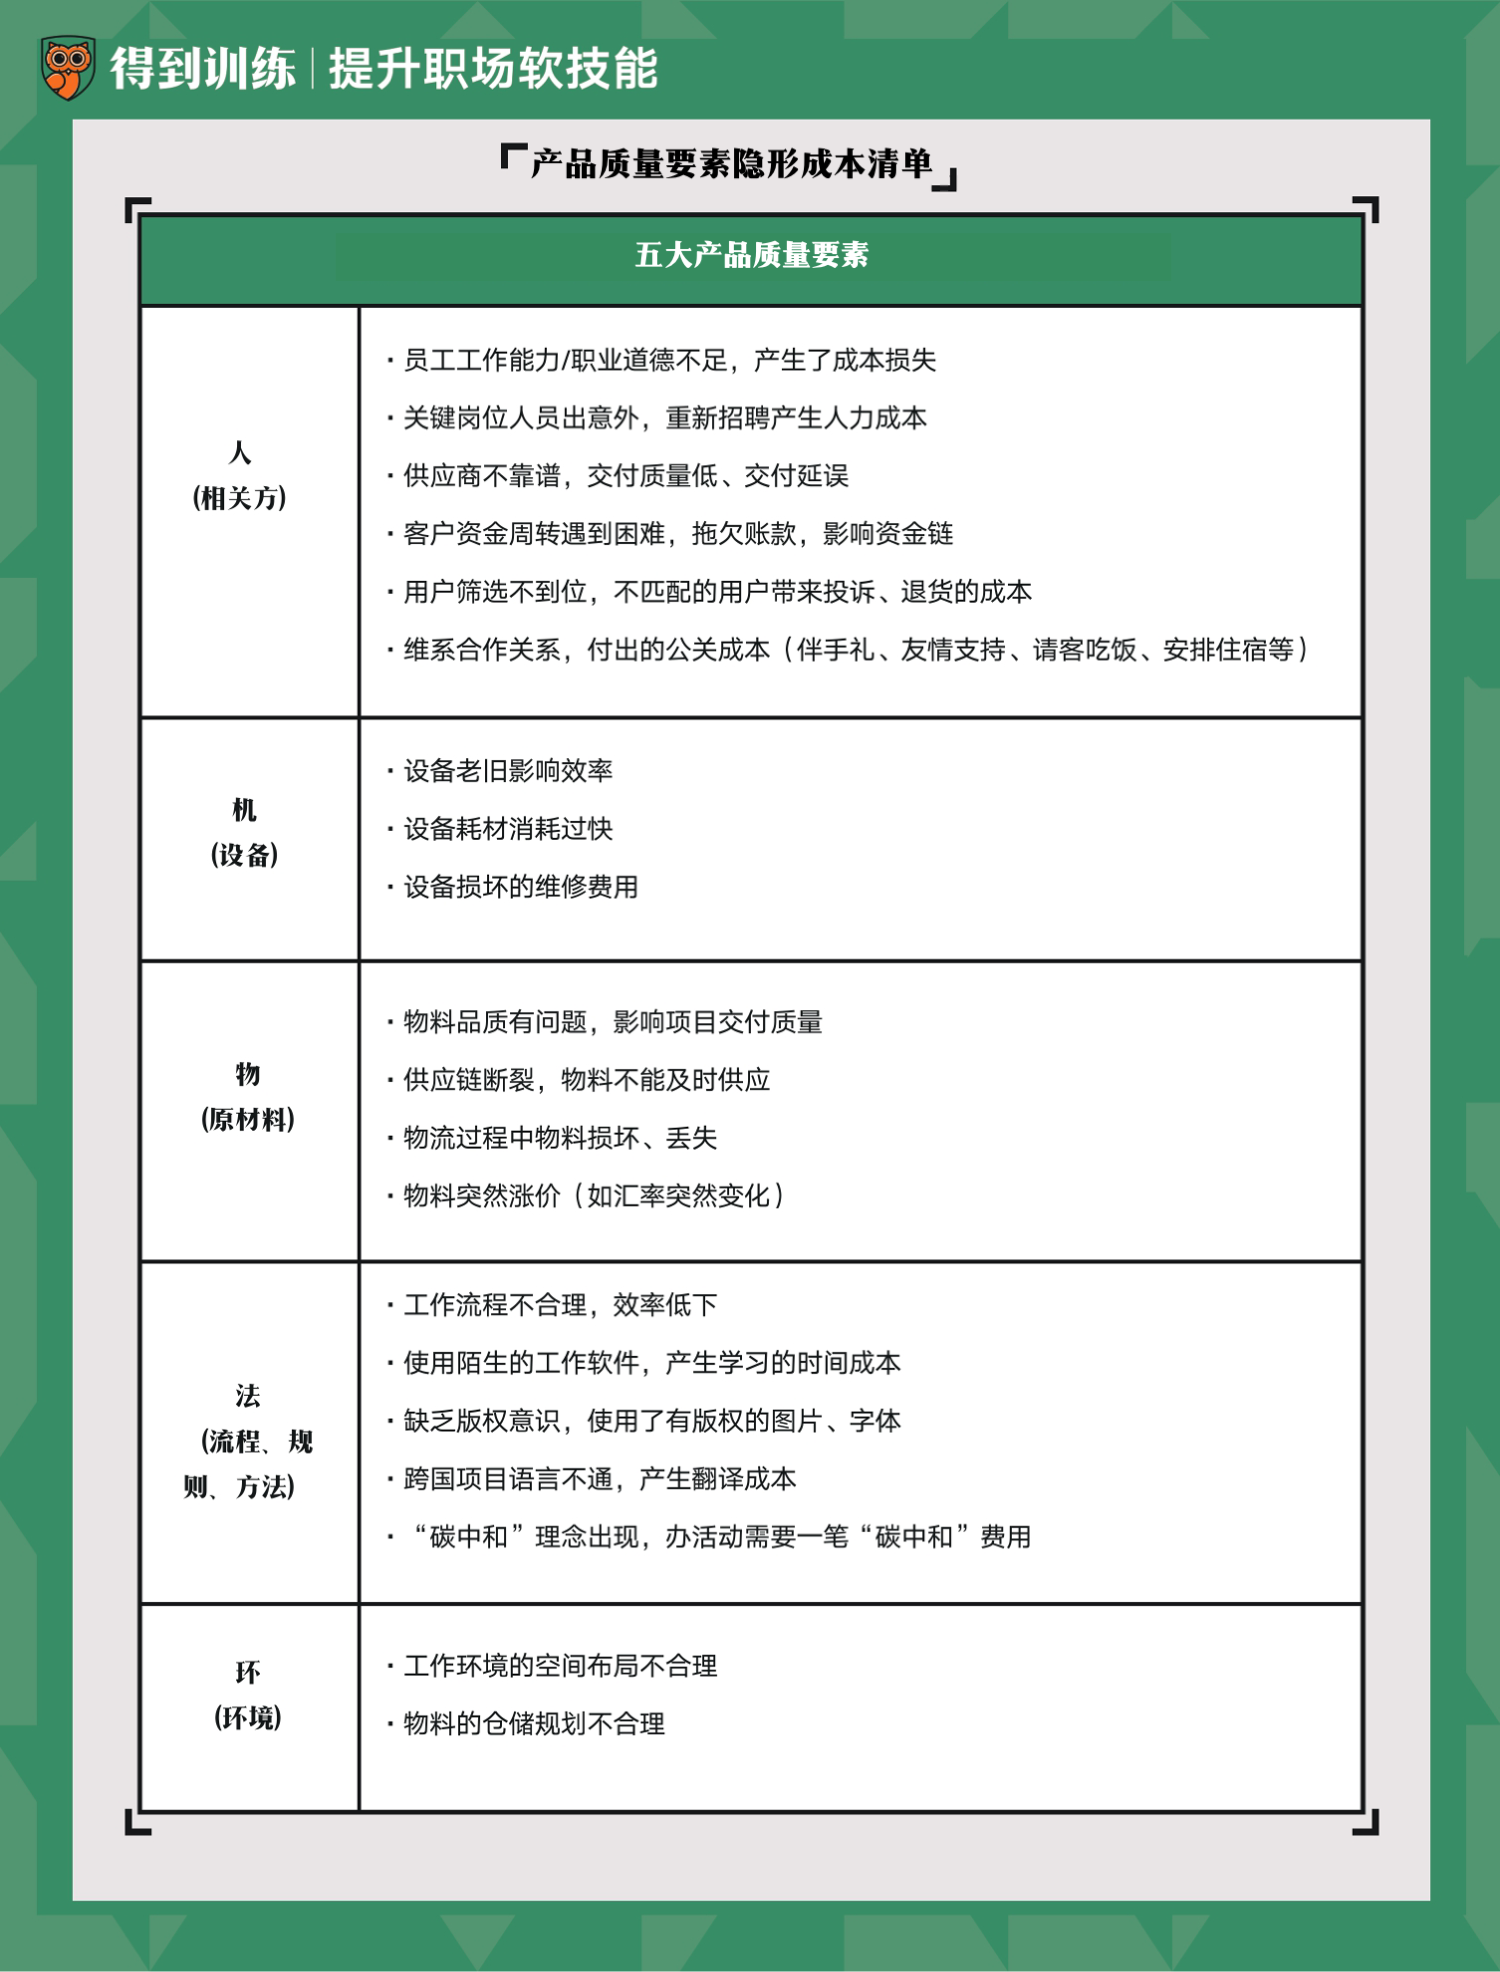 得到训练|提升职场软技能
「产品质量要素隐形成本清单」
五大产品质量要素
人
(相关方)
·员工工作能力/职业道德不足，产生了成本损失
·关键岗位人员出意外，重新招聘产生人力成本
·供应商不靠谱，交付质量低、交付延误
·客户资金周转遇到困难，拖欠账款，影响资金链
·用户筛选不到位，不匹配的用户带来投诉、退货的成本
·维系合作关系，付出的公关成本（伴手礼、友情支持、请客吃饭、安排住宿等）
机
(设备)
·设备老旧影响效率
·设备耗材消耗过快
·设备损坏的维修费用
物
(原材料)
·物料品质有问题，影响项目交付质量
·供应链断裂，物料不能及时供应
·物流过程中物料损坏、丢失
·物料突然涨价（如汇率突然变化）
法
(流程、规
则、方法)
·工作流程不合理，效率低下
·使用陌生的工作软件，产生学习的时间成本
·缺乏版权意识，使用了有版权的图片、字体
·跨国项目语言不通，产生翻译成本
·“碳中和”理念出现，办活动需要一笔“碳中和”费用
环
(环境)
·工作环境的空间布局不合理
·物料的仓储规划不合理